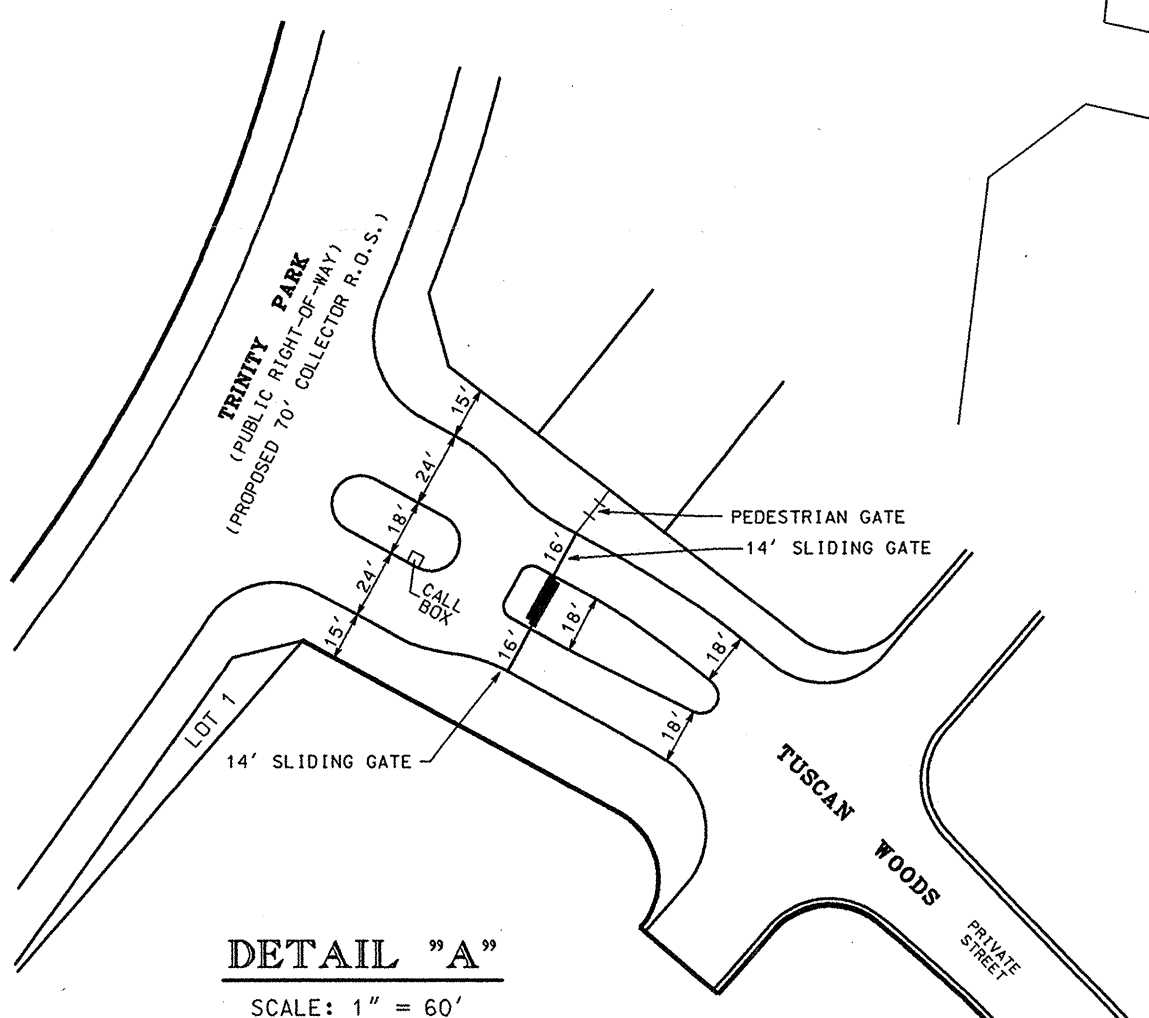 TRINITY PARK
(PUBLIC RIGHT-OF-WAY)
(PROPOSED 70' COLLECTOR R.O.S.)
15'
24'
18'
24'
15'
CALL
BOX
PEDESTRIAN GATE
14' SLIDING GATE
16'
18'
16'
18'
18'
LOT 1
14' SLIDING GATE
TUSCAN WOODS
PRIVATE
STREET
DETAIL "A"
SCALE: 1" = 60'